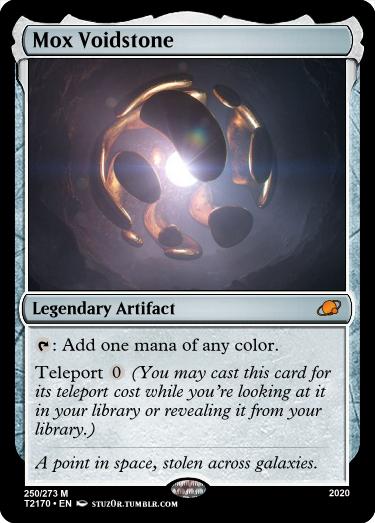 Mox Voidstone
Legendary Artifact
: Add one mana of any color.
Teleport 0 (You may cast this card for
its teleport cost while you're looking at it
in your library or revealing it from your
library.)
A point in space, stolen across galaxies.
250/273 M
2020
T2170 • EN STUZ0R.TUMBLR.COM